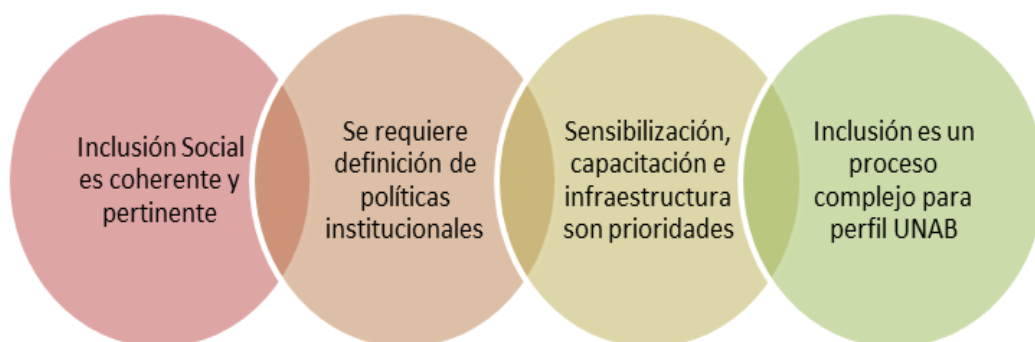 Inclusión Social
es coherente y
pertinente
Se requiere
definición de
políticas
institucionales
Sensibilización,
capacitación e
infraestructura
son prioridades
Inclusión es un
proceso
complejo para
perfil UNAB